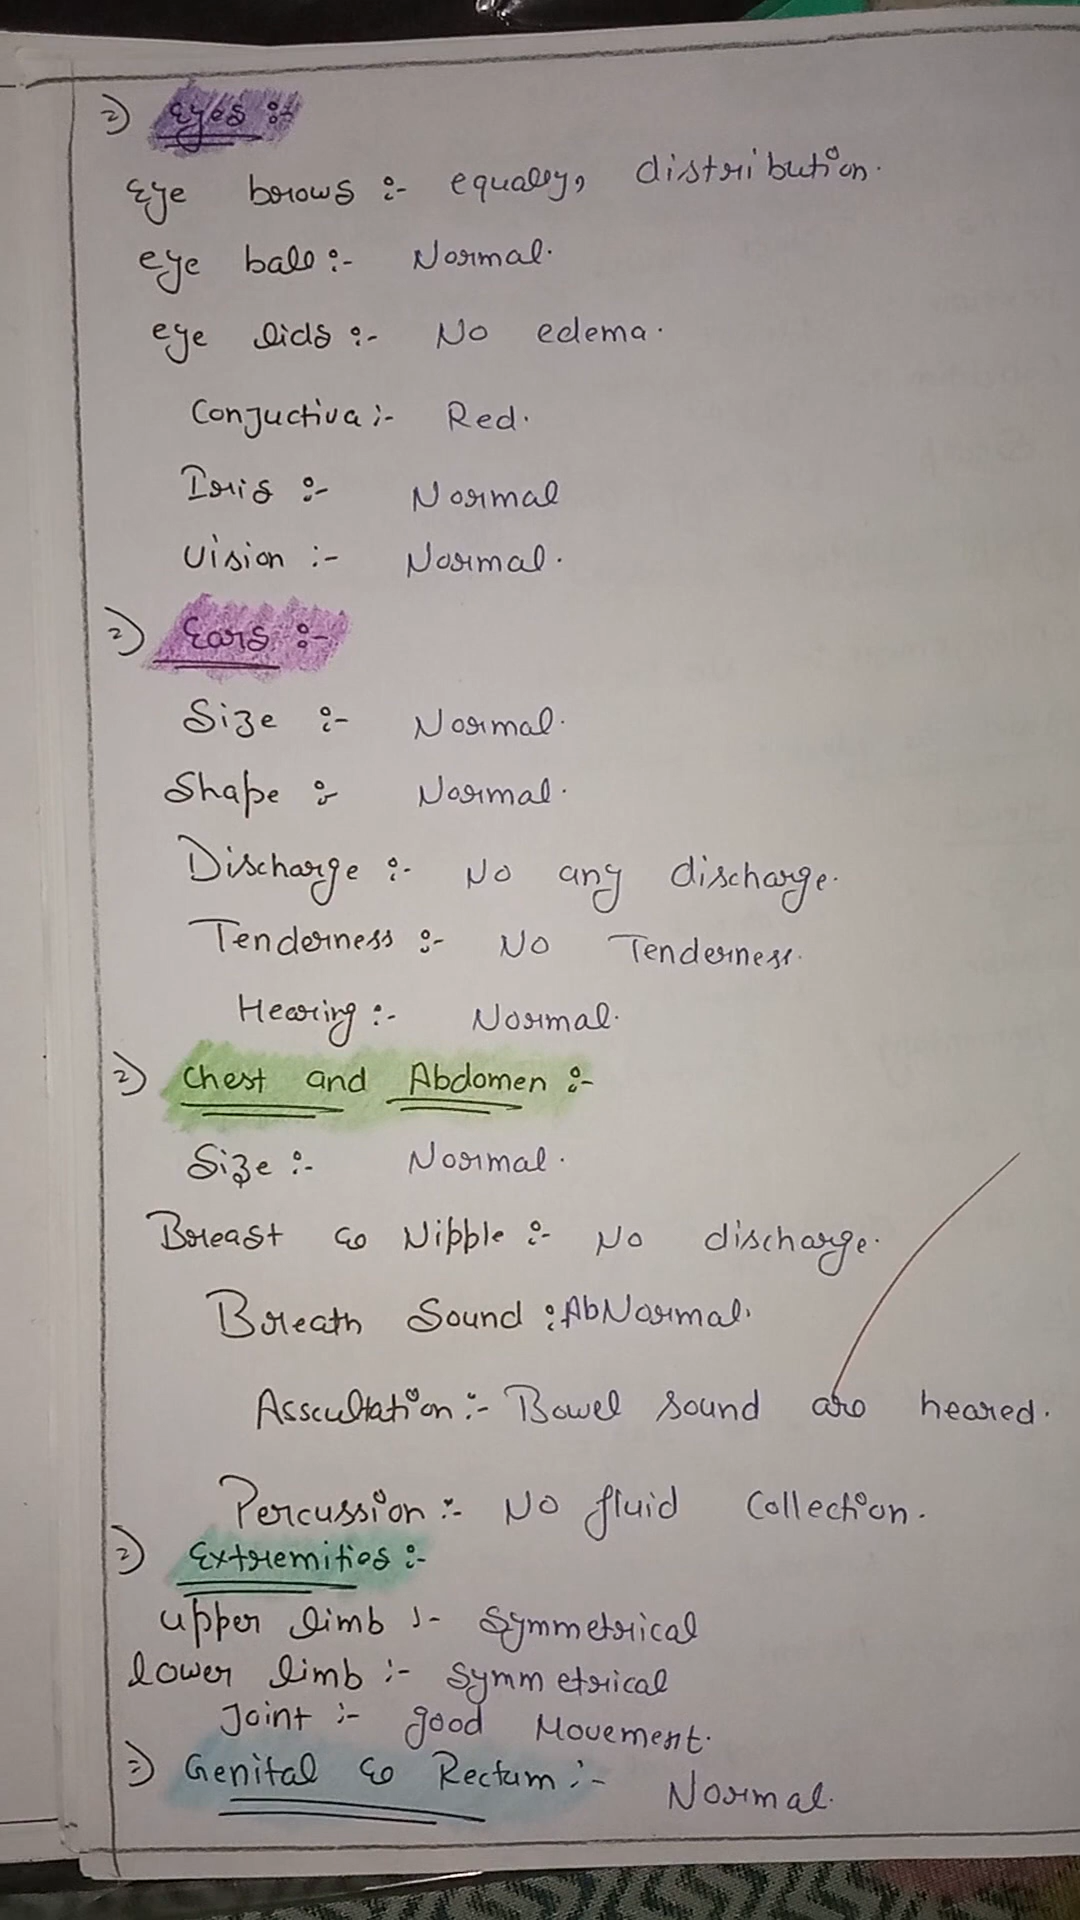 =) Eyes :-
Eye brows :- equally, distribution.
eye ball :- Normal.
eye lids :- No edema.
Conjuctiva :- Red.
Iris :- Normal
Vision :- Normal.
=) Ears :-
Size :- Normal.
Shape :- Normal.
Discharge :- No any discharge.
Tenderness :- No Tenderness.
Hearing :- Normal.
=) Chest and Abdomen :-
Size :- Normal.
Breast & Nipple :- No discharge.
Breath Sound : AbNormal.
Asscultation :- Bowel sound are heared.
Percussion :- No fluid Collection.
=) Extremities :-
Upper limb :- Symmetrical
lower limb :- Symmetrical
Joint :- good Movement.
=) Genital & Rectum :- Normal.